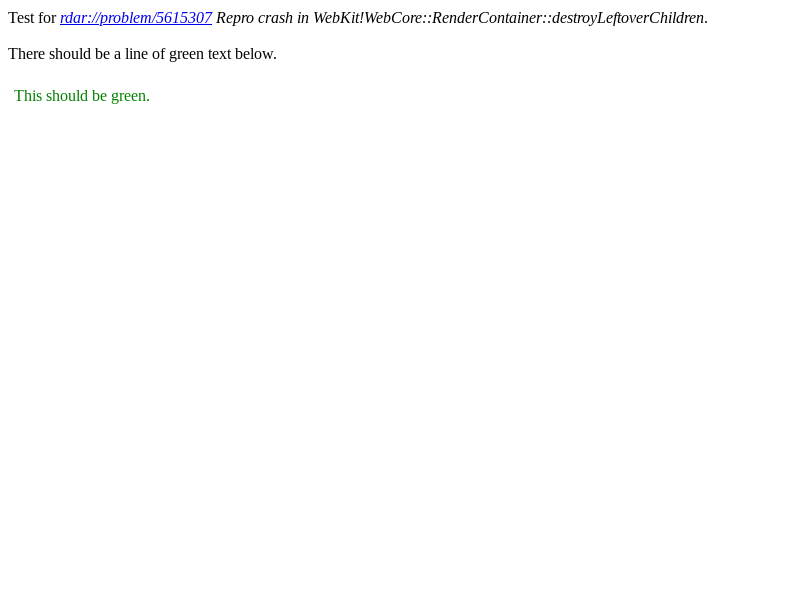 Test for rdar://problem/5615307 Repro crash in WebKit!WebCore::RenderContainer::destroyLeftoverChildren.
There should be a line of green text below.
This should be green.